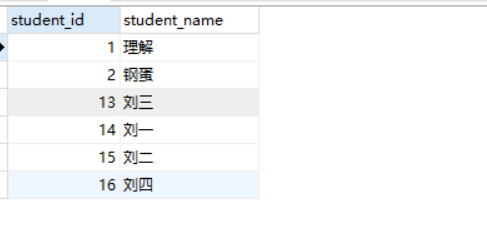 student_id student_name
1 理解
2 钢蛋
13 刘三
14 刘一
15 刘二
16 刘四